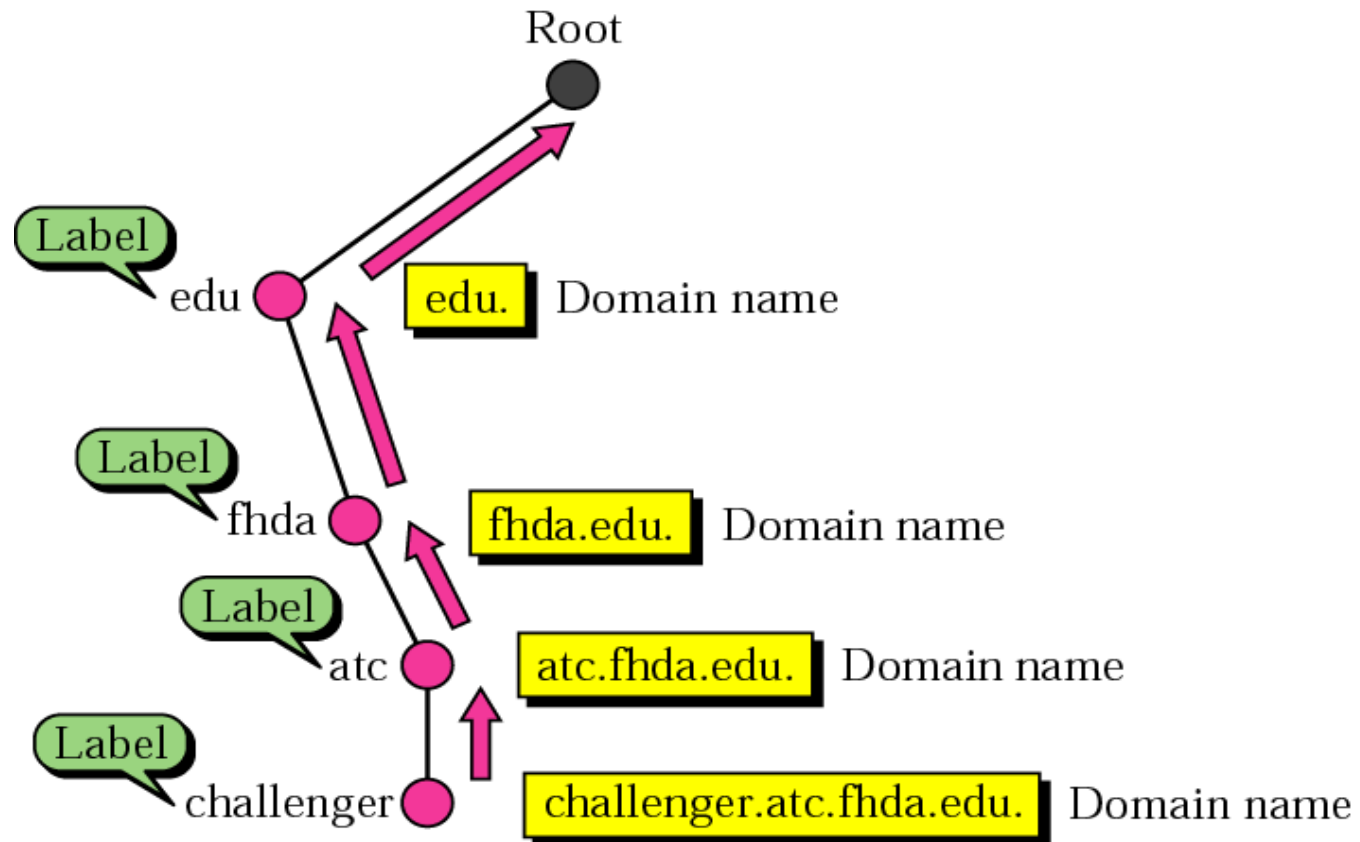 Root
Label
edu
edu. Domain name
Label
fhda
fhda.edu. Domain name
Label
atc
atc.fhda.edu. Domain name
Label
challenger
challenger.atc.fhda.edu. Domain name